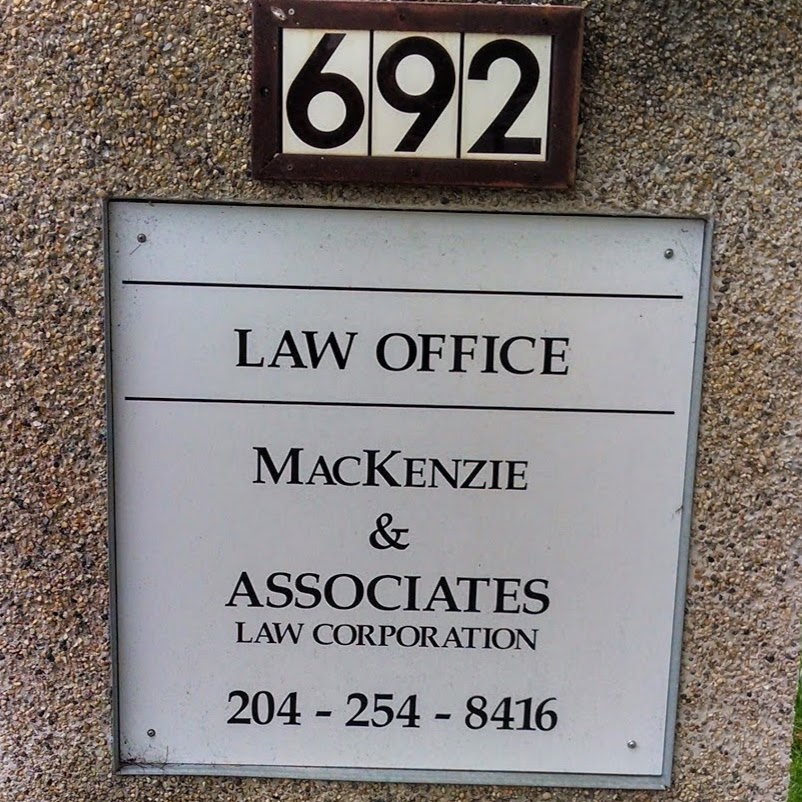 692
LAW OFFICE
MACKENZIE
&
ASSOCIATES
LAW CORPORATION
204 - 254 - 8416